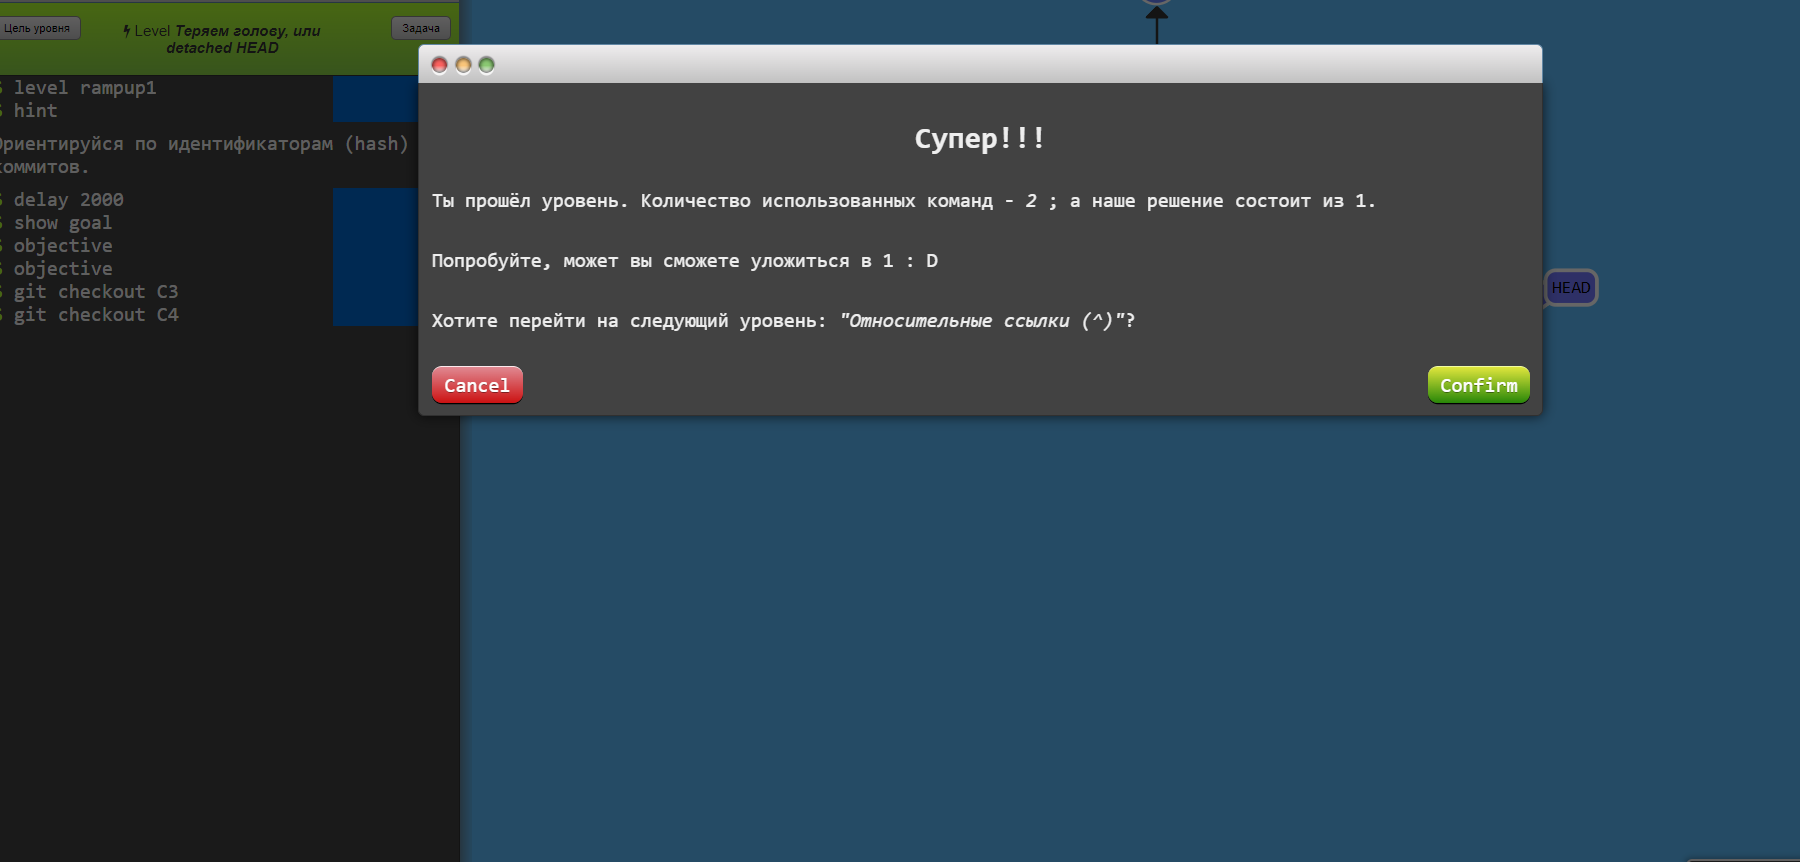 Цель уровня
Level Теряем голову, или
detached HEAD
Задача
$ level rampup1
$ hint
Ориентируйся по идентификаторам (hash)
коммитов.
$ delay 2000
$ show goal
$ objective
$ objective
$ git checkout C3
$ git checkout C4
Супер!!!
Ты прошёл уровень. Количество использованных команд - 2 ; а наше решение состоит из 1.
Попробуйте, может вы сможете уложиться в 1 : D
Хотите перейти на следующий уровень: "Относительные ссылки (^)"?
Cancel
Confirm
HEAD